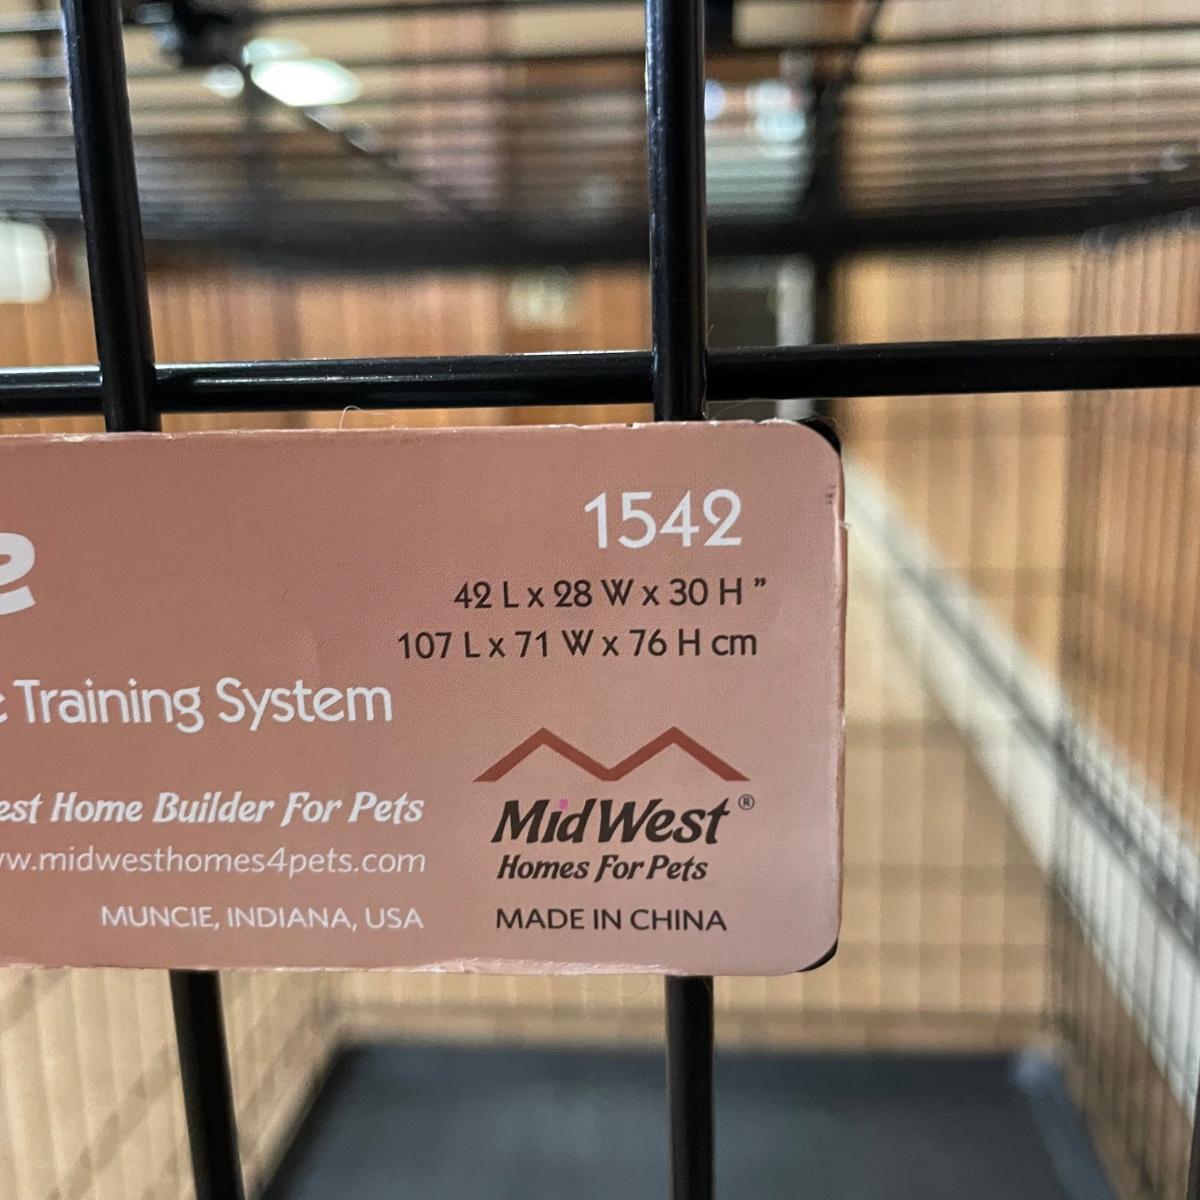 1542
42 L x 28 W x 30 H ”
107 L x 71 W x 76 H cm
Training System
MidWest®
Homes For Pets
MADE IN CHINA
est Home Builder For Pets
w.midwesthomes4pets.com
MUNCIE, INDIANA, USA